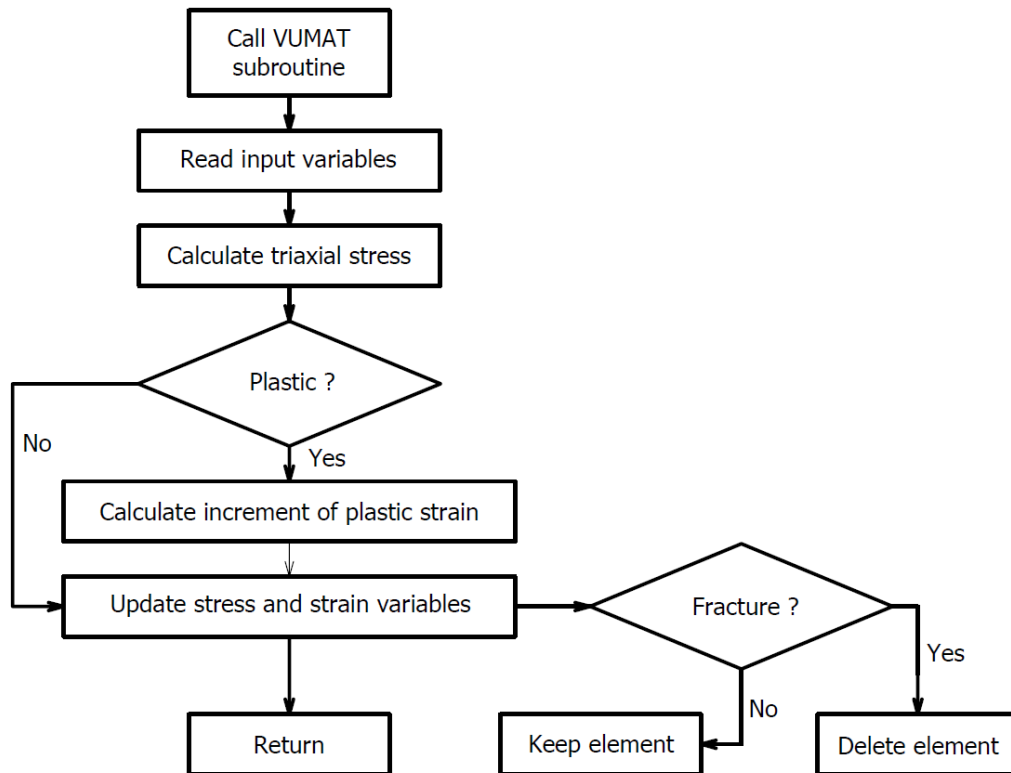 Call VUMAT
subroutine
Read input variables
Calculate triaxial stress
Plastic ?
No
Yes
Calculate increment of plastic strain
Update stress and strain variables
Fracture ?
Yes
No
Return
Keep element
Delete element